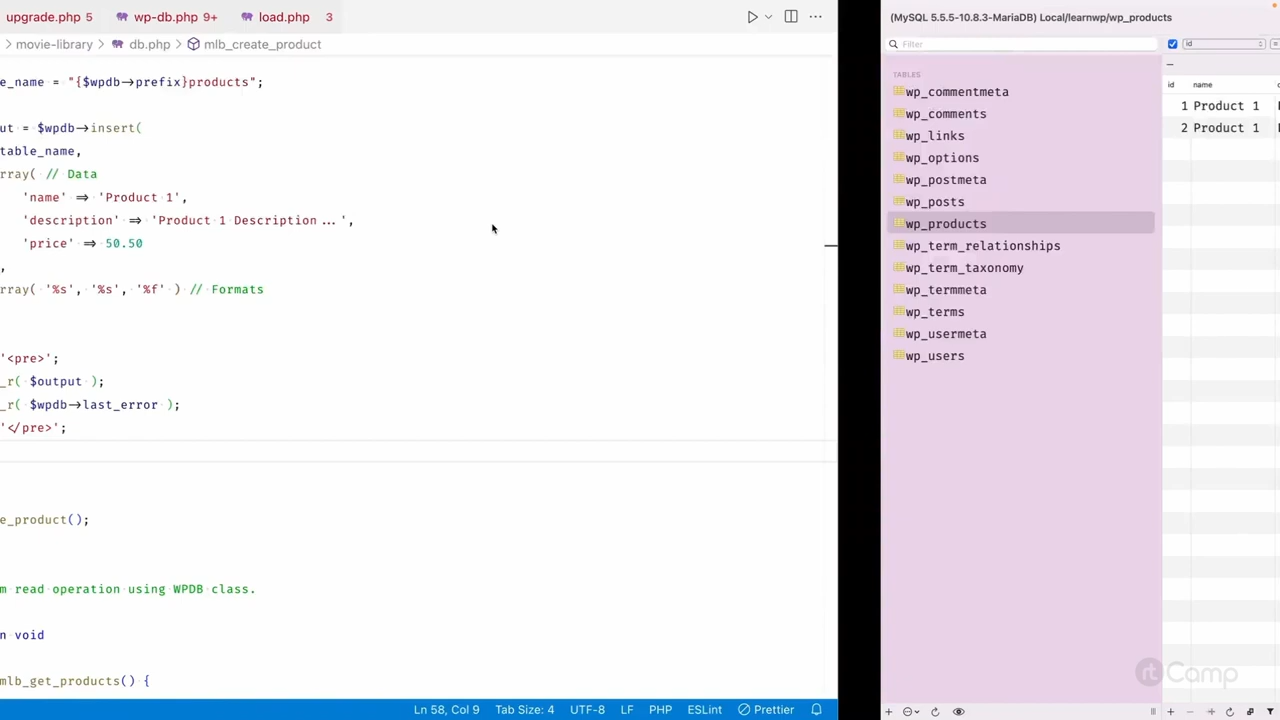 upgrade.php 5 wp-db.php 9+ load.php 3
movie-library > db.php > mlb_create_product
e_name = "{$wpdb->prefix}products";
ut = $wpdb->insert(
table_name,
rray( // Data
'name' => 'Product 1',
'description' => 'Product 1 Description...',
'price' => 50.50
,
rray( '%s', '%s', '%f' ) // Formats
'<pre>';
_r( $output );
_r( $wpdb->last_error );
'</pre>';
e_product();
m read operation using WPDB class.
n void
mlb_get_products() {
Ln 58, Col 9 Tab Size: 4 UTF-8 LF PHP ESLint Prettier
(MySQL 5.5.5-10.8.3-MariaDB) Local/learnwp/wp_products
Filter
id
TABLES
wp_commentmeta
wp_comments
wp_links
wp_options
wp_postmeta
wp_posts
wp_products
wp_term_relationships
wp_term_taxonomy
wp_termmeta
wp_terms
wp_usermeta
wp_users
id name
1 Product 1
2 Product 1
rtCamp